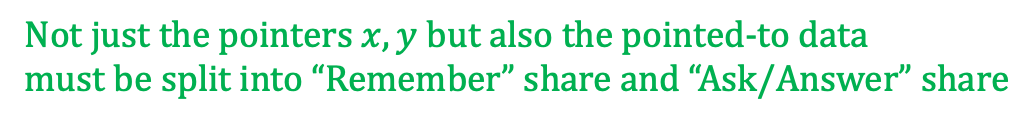 Not just the pointers x, y but also the pointed-to data
must be split into “Remember” share and “Ask/Answer” share